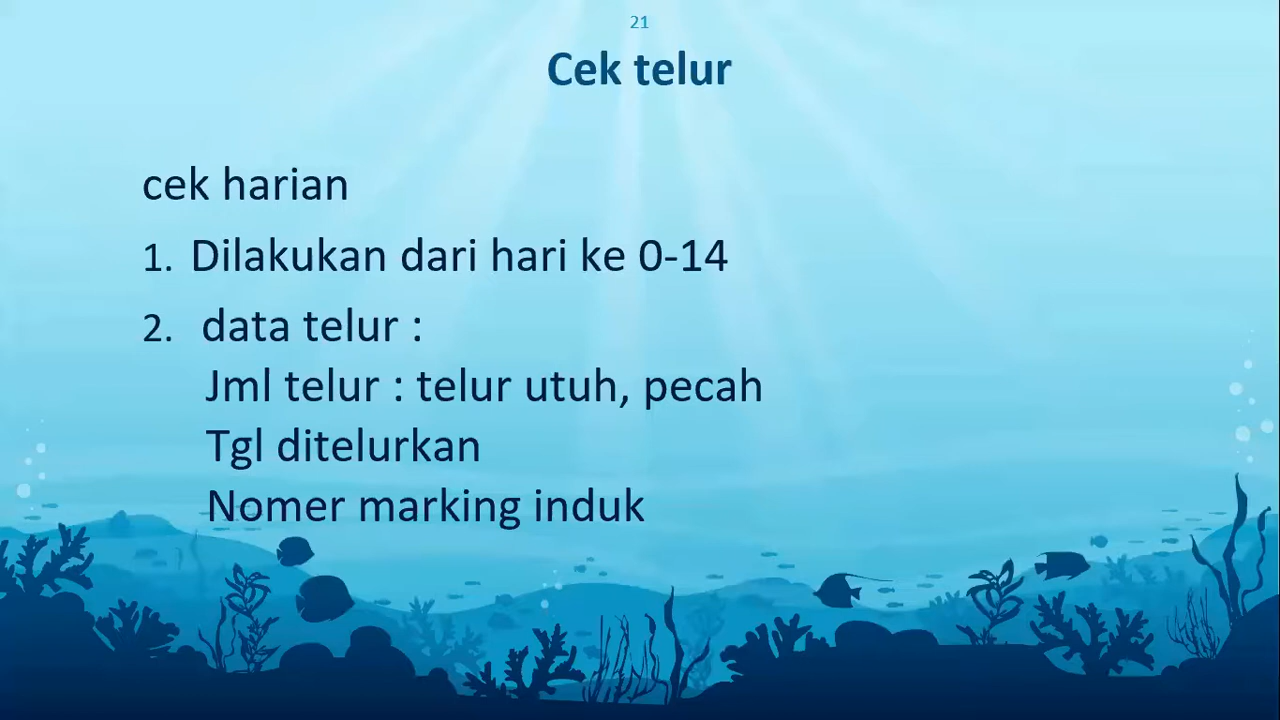 21
Cek telur
cek harian
1. Dilakukan dari hari ke 0-14
2. data telur :
Jml telur : telur utuh, pecah
Tgl ditelurkan
Nomer marking induk